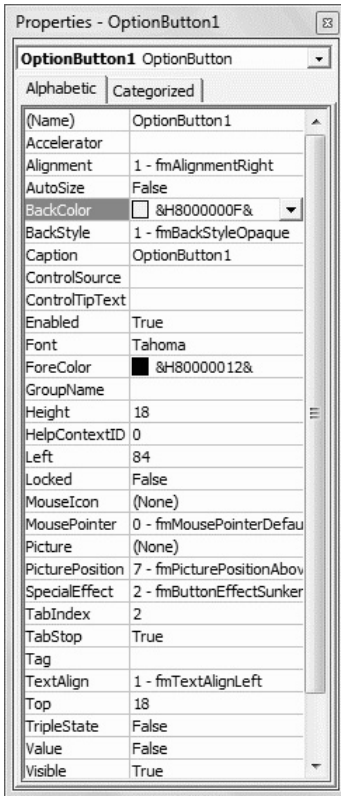 Properties - OptionButton1
OptionButton1 OptionButton
Alphabetic Categorized
(Name) OptionButton1
Accelerator
Alignment 1 - fmAlignmentRight
AutoSize False
BackColor &H8000000F&
BackStyle 1 - fmBackStyleOpaque
Caption OptionButton1
ControlSource
ControlTipText
Enabled True
Font Tahoma
ForeColor &H80000012&
GroupName
Height 18
HelpContextID 0
Left 84
Locked False
MouseIcon (None)
MousePointer 0 - fmMousePointerDefau
Picture (None)
PicturePosition 7 - fmPicturePositionAbov
SpecialEffect 2 - fmButtonEffectSunker
TabIndex 2
TabStop True
Tag
TextAlign 1 - fmTextAlignLeft
Top 18
TripleState False
Value False
Visible True